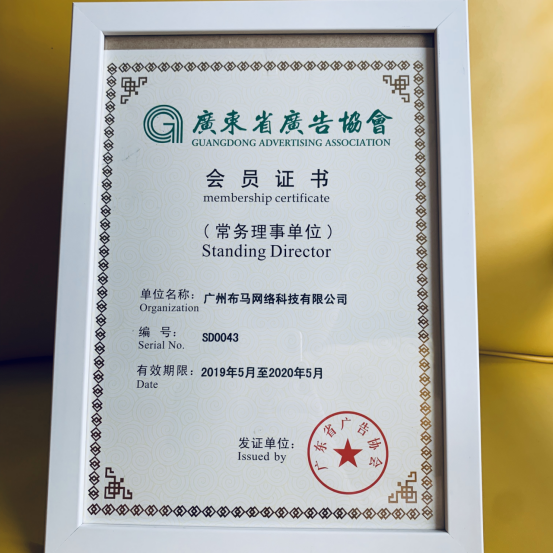 廣東省廣告協會
GUANGDONG ADVERTISING ASSOCIATION
会员证书
membership certificate
（常务理事单位）
Standing Director
单位名称：广州布马网络科技有限公司
Organization
编 号：SD0043
Serial No.
有效期限：2019年5月至2020年5月
Date
发证单位：
Issued by
广东省广告协会